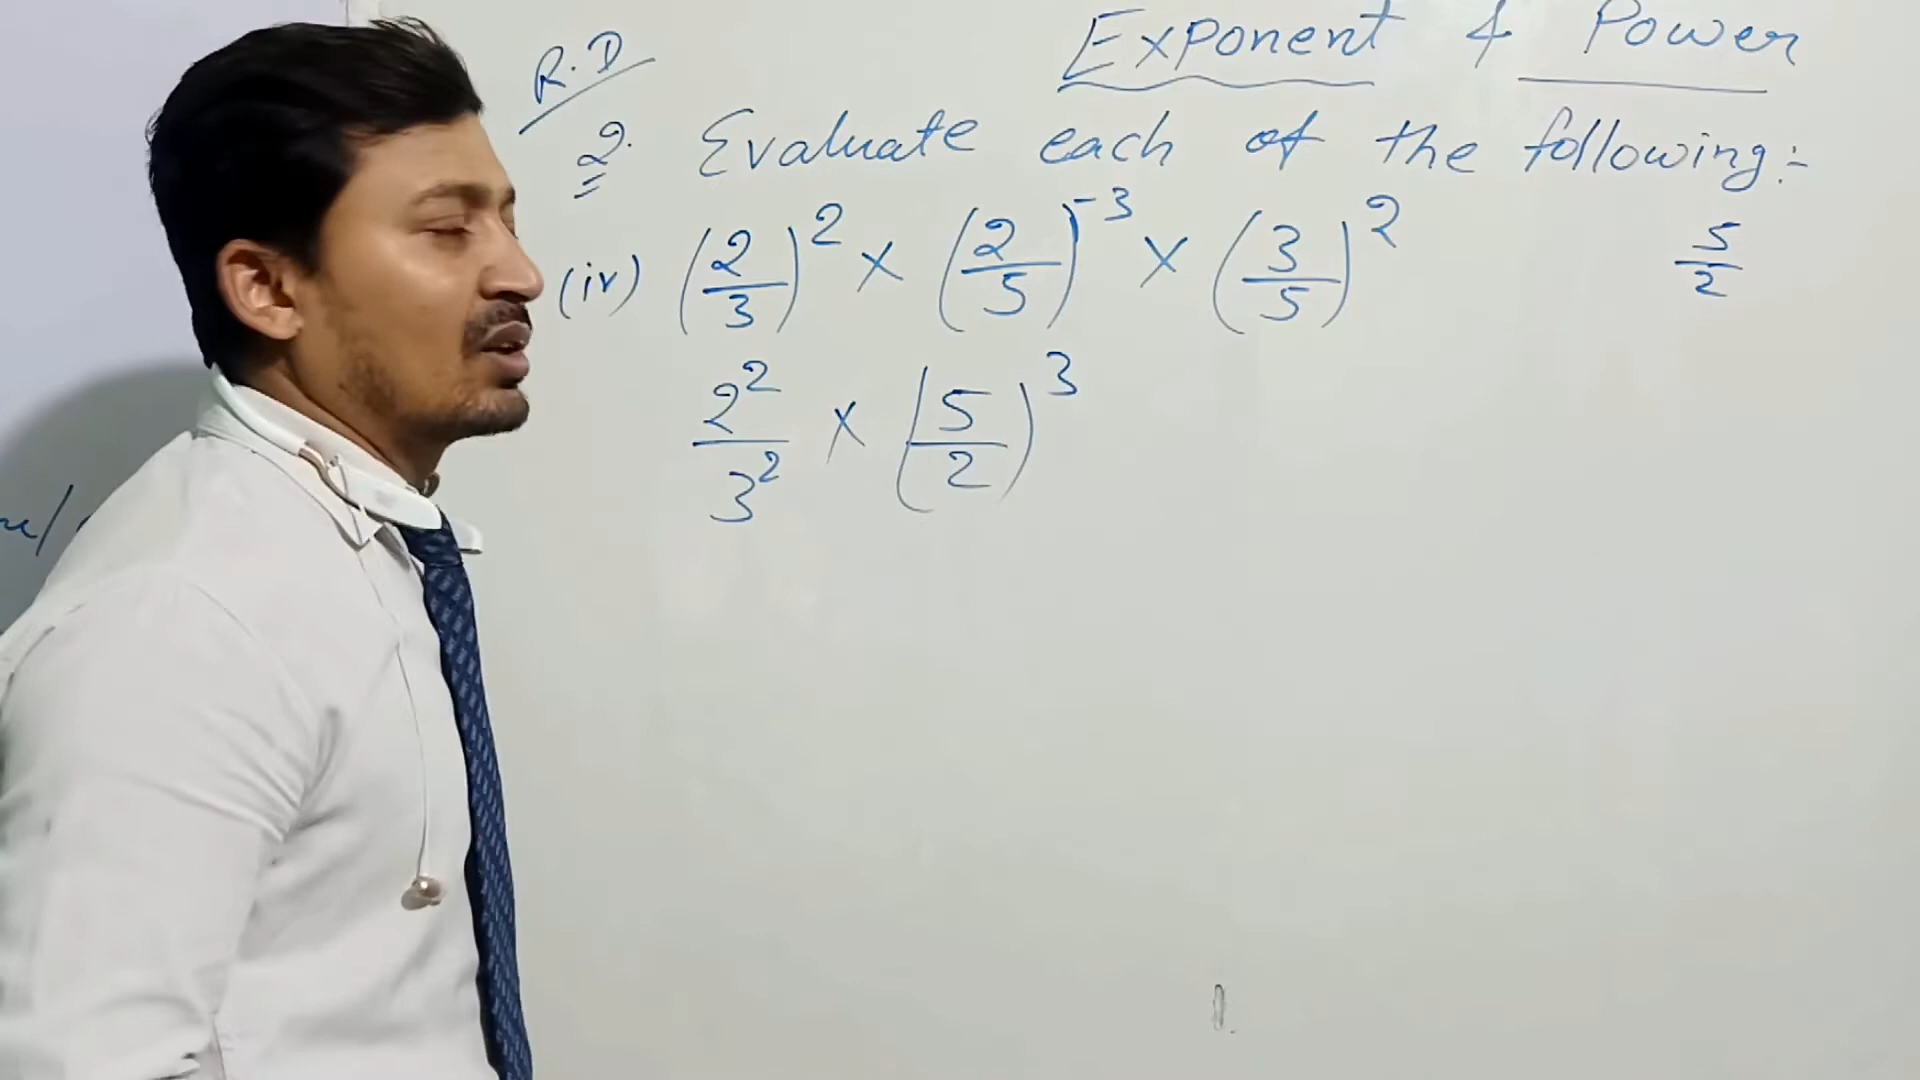 Exponent & Power
R.D
2. Evaluate each of the following:-
(iv) (2/3)² × (2/5)⁻³ × (3/5)² 5/2
2²/3² × (5/2)³